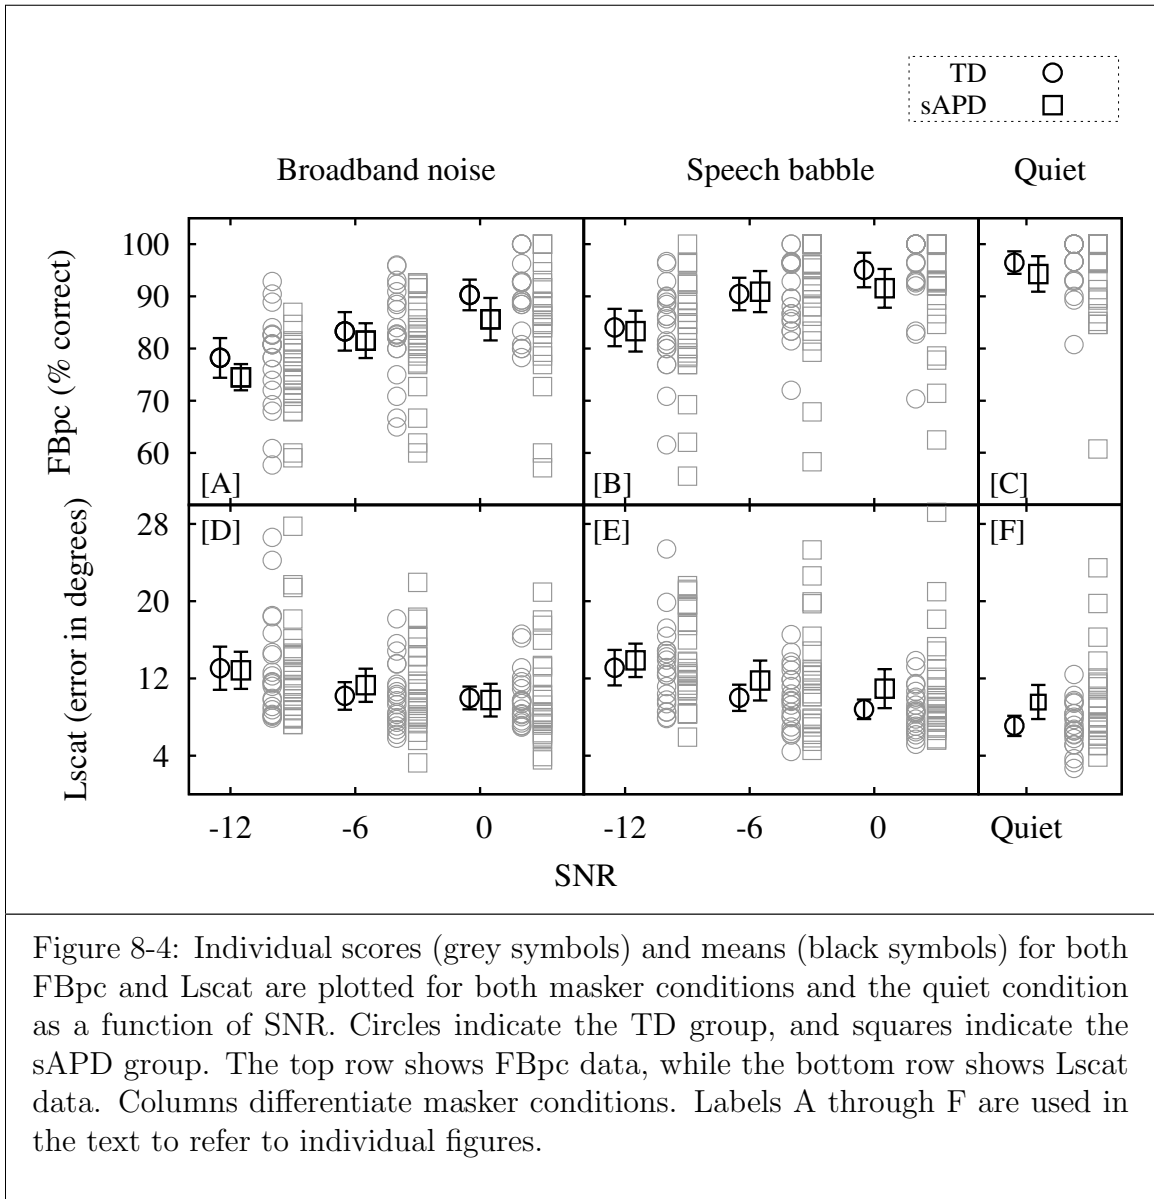 TD
sAPD
Broadband noise
Speech babble
Quiet
FBpc (% correct)
100
90
80
70
60
[A]
[B]
[C]
Lscat (error in degrees)
28
20
12
4
[D]
[E]
[F]
-12
-6
0
-12
-6
0
Quiet
SNR
Figure 8-4: Individual scores (grey symbols) and means (black symbols) for both
FBpc and Lscat are plotted for both masker conditions and the quiet condition
as a function of SNR. Circles indicate the TD group, and squares indicate the
sAPD group. The top row shows FBpc data, while the bottom row shows Lscat
data. Columns differentiate masker conditions. Labels A through F are used in
the text to refer to individual figures.